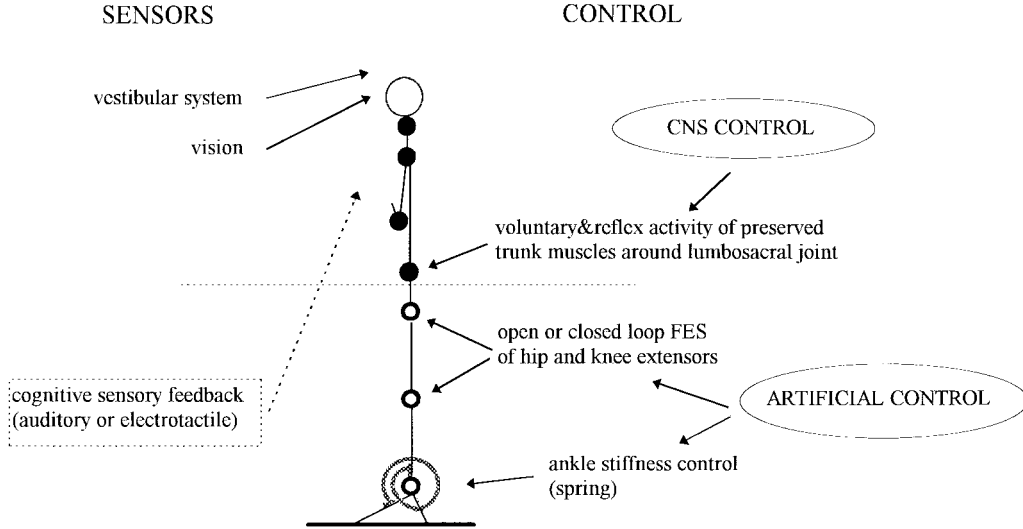 SENSORS
CONTROL
vestibular system
vision
CNS CONTROL
voluntary&reflex activity of preserved
trunk muscles around lumbosacral joint
open or closed loop FES
of hip and knee extensors
cognitive sensory feedback
(auditory or electrotactile)
ARTIFICIAL CONTROL
ankle stiffness control
(spring)